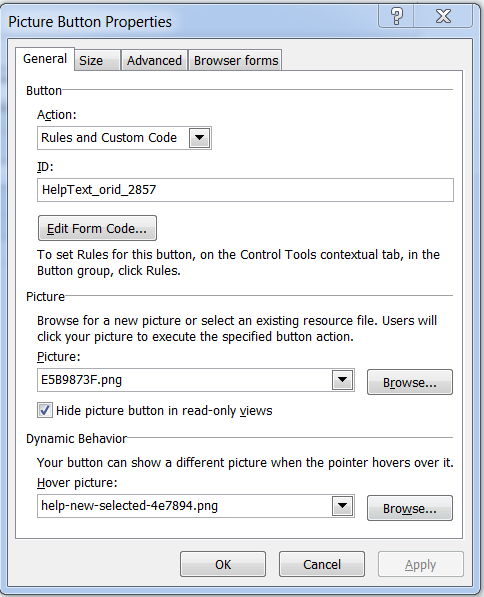 Picture Button Properties
General
Size
Advanced
Browser forms
Button
Action:
Rules and Custom Code
ID:
HelpText_orid_2857
Edit Form Code...
To set Rules for this button, on the Control Tools contextual tab, in the
Button group, click Rules.
Picture
Browse for a new picture or select an existing resource file. Users will
click your picture to execute the specified button action.
Picture:
E5B9873F.png
Browse...
Hide picture button in read-only views
Dynamic Behavior
Your button can show a different picture when the pointer hovers over it.
Hover picture:
help-new-selected-4e7894.png
Browse...
OK
Cancel
Apply